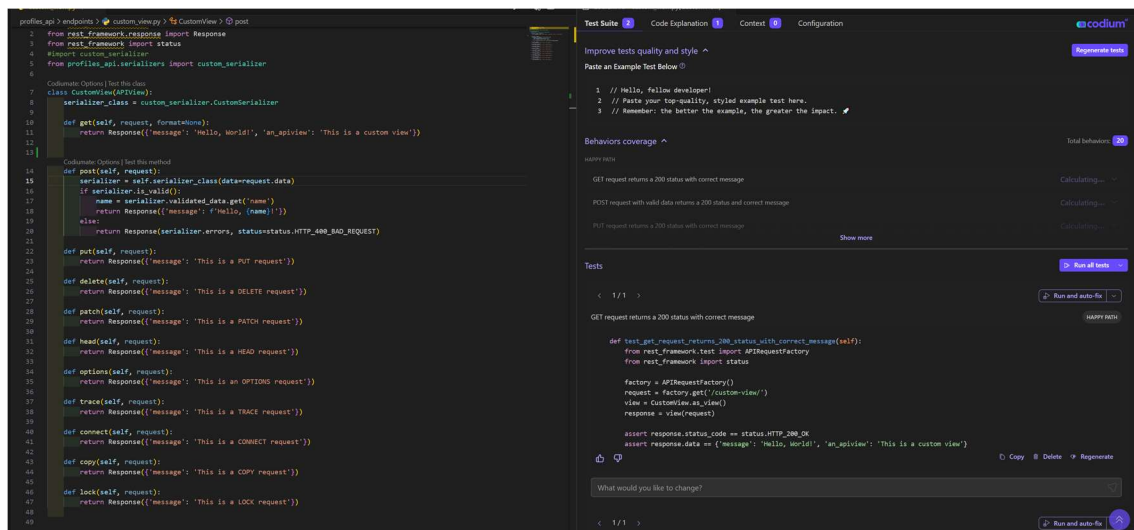 profiles_api > endpoints > custom_view.py > CustomView > post
2 from rest_framework.response import Response
3 from rest_framework import status
4 #import custom_serializer
5 from profiles_api.serializers import custom_serializer
6
Codiumate: Options | Test this class
7 class CustomView(APIView):
8 serializer_class = custom_serializer.CustomSerializer
9
10 def get(self, request, format=None):
11 return Response({'message': 'Hello, World!', 'an_apiview': 'This is a custom view'})
12
13
Codiumate: Options | Test this method
14 def post(self, request):
15 serializer = self.serializer_class(data=request.data)
16 if serializer.is_valid():
17 name = serializer.validated_data.get('name')
18 return Response({'message': f'Hello, {name}!'})
19 else:
20 return Response(serializer.errors, status=status.HTTP_400_BAD_REQUEST)
21
22 def put(self, request):
23 return Response({'message': 'This is a PUT request'})
24
25 def delete(self, request):
26 return Response({'message': 'This is a DELETE request'})
27
28 def patch(self, request):
29 return Response({'message': 'This is a PATCH request'})
30
31 def head(self, request):
32 return Response({'message': 'This is a HEAD request'})
33
34 def options(self, request):
35 return Response({'message': 'This is an OPTIONS request'})
36
37 def trace(self, request):
38 return Response({'message': 'This is a TRACE request'})
39
40 def connect(self, request):
41 return Response({'message': 'This is a CONNECT request'})
42
43 def copy(self, request):
44 return Response({'message': 'This is a COPY request'})
45
46 def lock(self, request):
47 return Response({'message': 'This is a LOCK request'})
48
49
Test Suite 2 Code Explanation 1 Context 0 Configuration
codium
Improve tests quality and style
Regenerate tests
Paste an Example Test Below
1 // Hello, fellow developer!
2 // Paste your top-quality, styled example test here.
3 // Remember: the better the example, the greater the impact. 🚀
Behaviors coverage
Total behaviors: 20
HAPPY PATH
GET request returns a 200 status with correct message Calculating...
POST request with valid data returns a 200 status and correct message Calculating...
PUT request returns a 200 status with correct message Calculating...
Show more
Tests
Run all tests
< 1/1 >
Run and auto-fix
GET request returns a 200 status with correct message
HAPPY PATH
def test_get_request_returns_200_status_with_correct_message(self):
from rest_framework.test import APIRequestFactory
from rest_framework import status
factory = APIRequestFactory()
request = factory.get('/custom-view/')
view = CustomView.as_view()
response = view(request)
assert response.status_code == status.HTTP_200_OK
assert response.data == {'message': 'Hello, World!', 'an_apiview': 'This is a custom view'}
Copy Delete Regenerate
What would you like to change?
< 1/1 >
Run and auto-fix